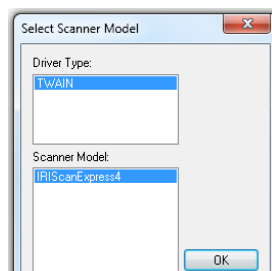 Select Scanner Model
Driver Type:
TWAIN
Scanner Model:
IRIScanExpress4
OK